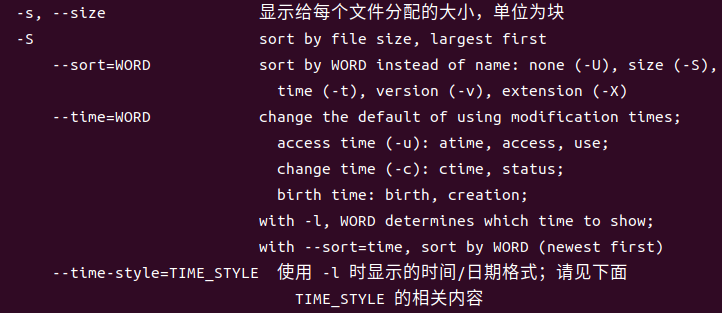 -s, --size                 显示给每个文件分配的大小，单位为块
-S                         sort by file size, largest first
    --sort=WORD            sort by WORD instead of name: none (-U), size (-S),
                             time (-t), version (-v), extension (-X)
    --time=WORD            change the default of using modification times;
                             access time (-u): atime, access, use;
                             change time (-c): ctime, status;
                             birth time: birth, creation;
                           with -l, WORD determines which time to show;
                           with --sort=time, sort by WORD (newest first)
    --time-style=TIME_STYLE  使用 -l 时显示的时间/日期格式；请见下面
                               TIME_STYLE 的相关内容